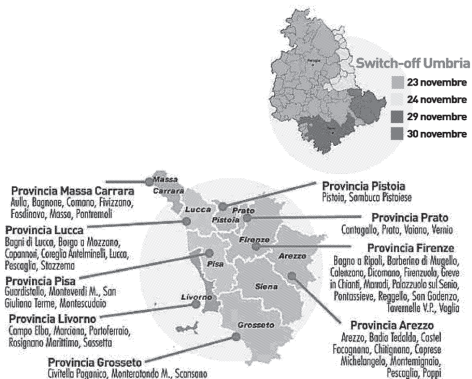 Switch-off Umbria
23 novembre
24 novembre
29 novembre
30 novembre
Perugia
Massa
Carrara
Lucca
Pistoia
Prato
Firenze
Pisa
Arezzo
Siena
Livorno
Grosseto
Provincia Massa Carrara
Aulla, Bagnone, Comano, Fivizzano,
Fosdinovo, Massa, Pontremoli
Provincia Lucca
Bagni di Lucca, Borgo a Mozzano,
Capannori, Coreglia Antelminelli, Lucca,
Pescaglia, Stazzema
Provincia Pisa
Guardistallo, Monteverdi M., San
Giuliano Terme, Montescudaio
Provincia Livorno
Campo Elba, Marciana, Portoferraio,
Rosignano Marittimo, Sassetta
Provincia Grosseto
Civitella Paganico, Monterotondo M., Scansano
Provincia Pistoia
Pistoia, Sambuca Pistoiese
Provincia Prato
Cantagallo, Prato, Vaiano, Vernio
Provincia Firenze
Bagno a Ripoli, Barberino di Mugello,
Calenzano, Dicomano, Firenzuola, Greve
in Chianti, Marradi, Palazzuolo sul Senio,
Pontassieve, Reggello, San Godenzo,
Tavarnelle V.P., Vaglia
Provincia Arezzo
Arezzo, Badia Tedalda, Castel
Focognano, Chitignano, Caprese
Michelangelo, Montemignaio,
Pescaglia, Poppi